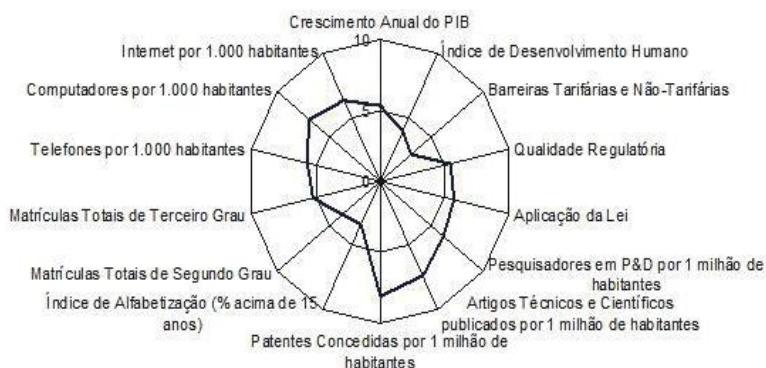 Crescimento Anual do PIB
10
Internet por 1.000 habitantes
Índice de Desenvolvimento Humano
Computadores por 1.000 habitantes
Barreiras Tarifárias e Não-Tarifárias
5
Telefones por 1.000 habitantes
Qualidade Regulatória
0
Matrículas Totais de Terceiro Grau
Aplicação da Lei
Matrículas Totais de Segundo Grau
Pesquisadores em P&D por 1 milhão de
habitantes
Índice de Alfabetização (% acima de 15
anos)
Artigos Técnicos e Científicos
publicados por 1 milhão de habitantes
Patentes Concedidas por 1 milhão de
habitantes